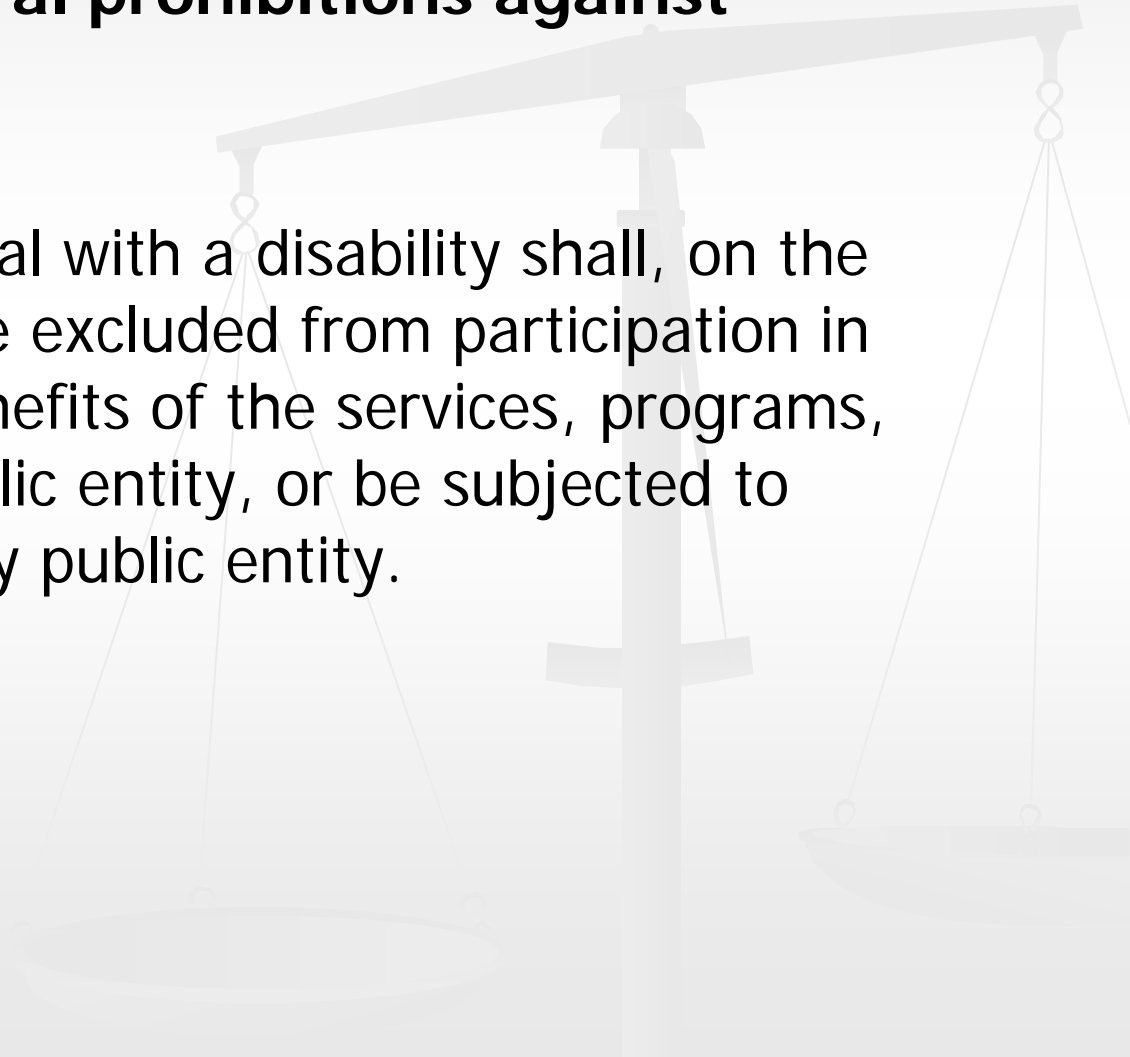 al prohibitions against
al with a disability shall, on the
e excluded from participation in
nefits of the services, programs,
lic entity, or be subjected to
y public entity.